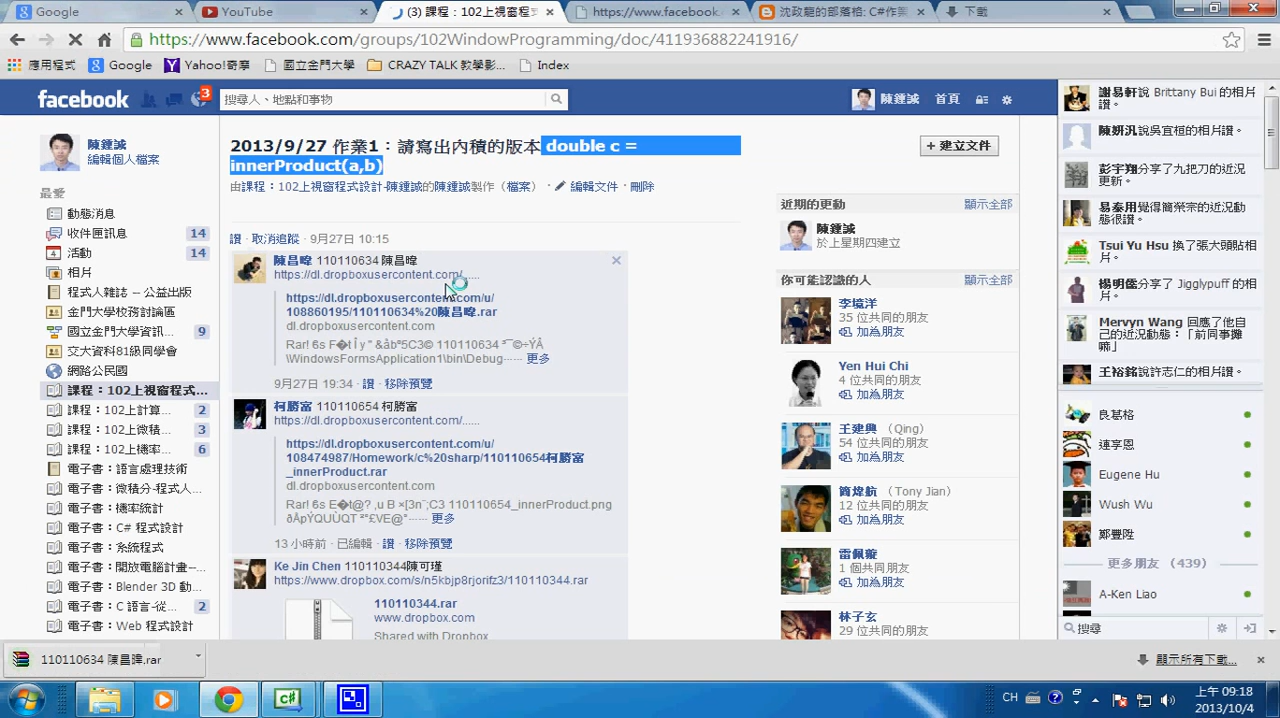 Google
YouTube
(3) 課程：102上視窗程式
https://www.facebook.c
沈政驄的部落格: C#作業
下載
https://www.facebook.com/groups/102WindowProgramming/doc/411936882241916/
應用程式
Google
Yahoo!奇摩
國立金門大學
CRAZY TALK 教學影...
Index
facebook
3
搜尋人、地點和事物
陳鍾誠
首頁
陳鍾誠
編輯個人檔案
最愛
動態消息
收件匣訊息 14
活動 14
相片
程式人雜誌 -- 公益出版
金門大學校務討論區
國立金門大學資訊... 9
交大資科81級同學會
網路公民國
課程：102上視窗程式...
課程：102上計算... 2
課程：102上微積... 3
課程：102上機率... 6
電子書：語言處理技術
電子書：微積分-程式人...
電子書：機率統計
電子書：C# 程式設計
電子書：系統程式
電子書：開放電腦計畫--...
電子書：Blender 3D 動...
電子書：C 語言-從... 2
電子書：Web 程式設計
2013/9/27 作業1：請寫出內積的版本 double c =
innerProduct(a,b)
由課程：102上視窗程式設計-陳鍾誠的陳鍾誠製作（檔案） · 編輯文件 · 刪除
+ 建立文件
讚 · 取消追蹤 · 9月27日 10:15
陳昌暐 110110634 陳昌暐
https://dl.dropboxusercontent.com/.....
https://dl.dropboxusercontent.com/u/
108860195/110110634%20陳昌暐.rar
dl.dropboxusercontent.com
\WindowsFormsApplication1\bin\Debug...... 更多
9月27日 19:34 · 讚 · 移除預覽
柯勝富 110110654 柯勝富
https://dl.dropboxusercontent.com/......
https://dl.dropboxusercontent.com/u/
108474987/Homework/c%20sharp/110110654柯勝富
_innerProduct.rar
dl.dropboxusercontent.com
110110654_innerProduct.png
更多
13 小時前 · 已編輯 · 讚 · 移除預覽
Ke Jin Chen 110110344陳可瑾
https://www.dropbox.com/s/n5kbjp8rjorifz3/110110344.rar
110110344.rar
www.dropbox.com
Shared with Dropbox
近期的更動
顯示全部
陳鍾誠
於上星期四建立
你可能認識的人
顯示全部
李境洋
35 位共同的朋友
加為朋友
Yen Hui Chi
4 位共同的朋友
加為朋友
王建興 (Qing)
54 位共同的朋友
加為朋友
簡煒航 (Tony Jian)
12 位共同的朋友
加為朋友
雷佩璇
1 位共同的朋友
加為朋友
林子玄
29 位共同的朋友
謝易軒說 Brittany Bui 的相片
讚。
陳妍汎說吳宜桓的相片讚。
彭宇翔分享了九把刀的近況
更新。
易泰用覺得簡榮宗的近況動
態很讚。
Tsui Yu Hsu 換了張大頭貼相
片。
楊明儒分享了 Jigglypuff 的相
片。
Mervyn Wang 回應了他自
己的近況動態：「前同事擔
嘛」
王裕銘說許志仁的相片讚。
良葛格
連享恩
Eugene Hu
Wush Wu
鄭豐陞
更多朋友 (439)
A-Ken Liao
搜尋
110110634 陳昌暐.rar
顯示所有下載...
CH
上午 09:18
2013/10/4